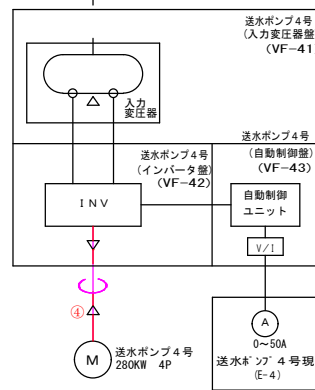 送水ポンプ4号
(入力変圧器盤)
(VF-41
入力
変圧器
送水ポンプ4号
(自動制御盤)
(VF-43)
送水ポンプ4号
(インバータ盤)
(VF-42)
INV
自動制御
ユニット
V/I
④
A
0~50A
M
送水ポンプ4号
280KW 4P
送水ポンプ4号現
(E-4)